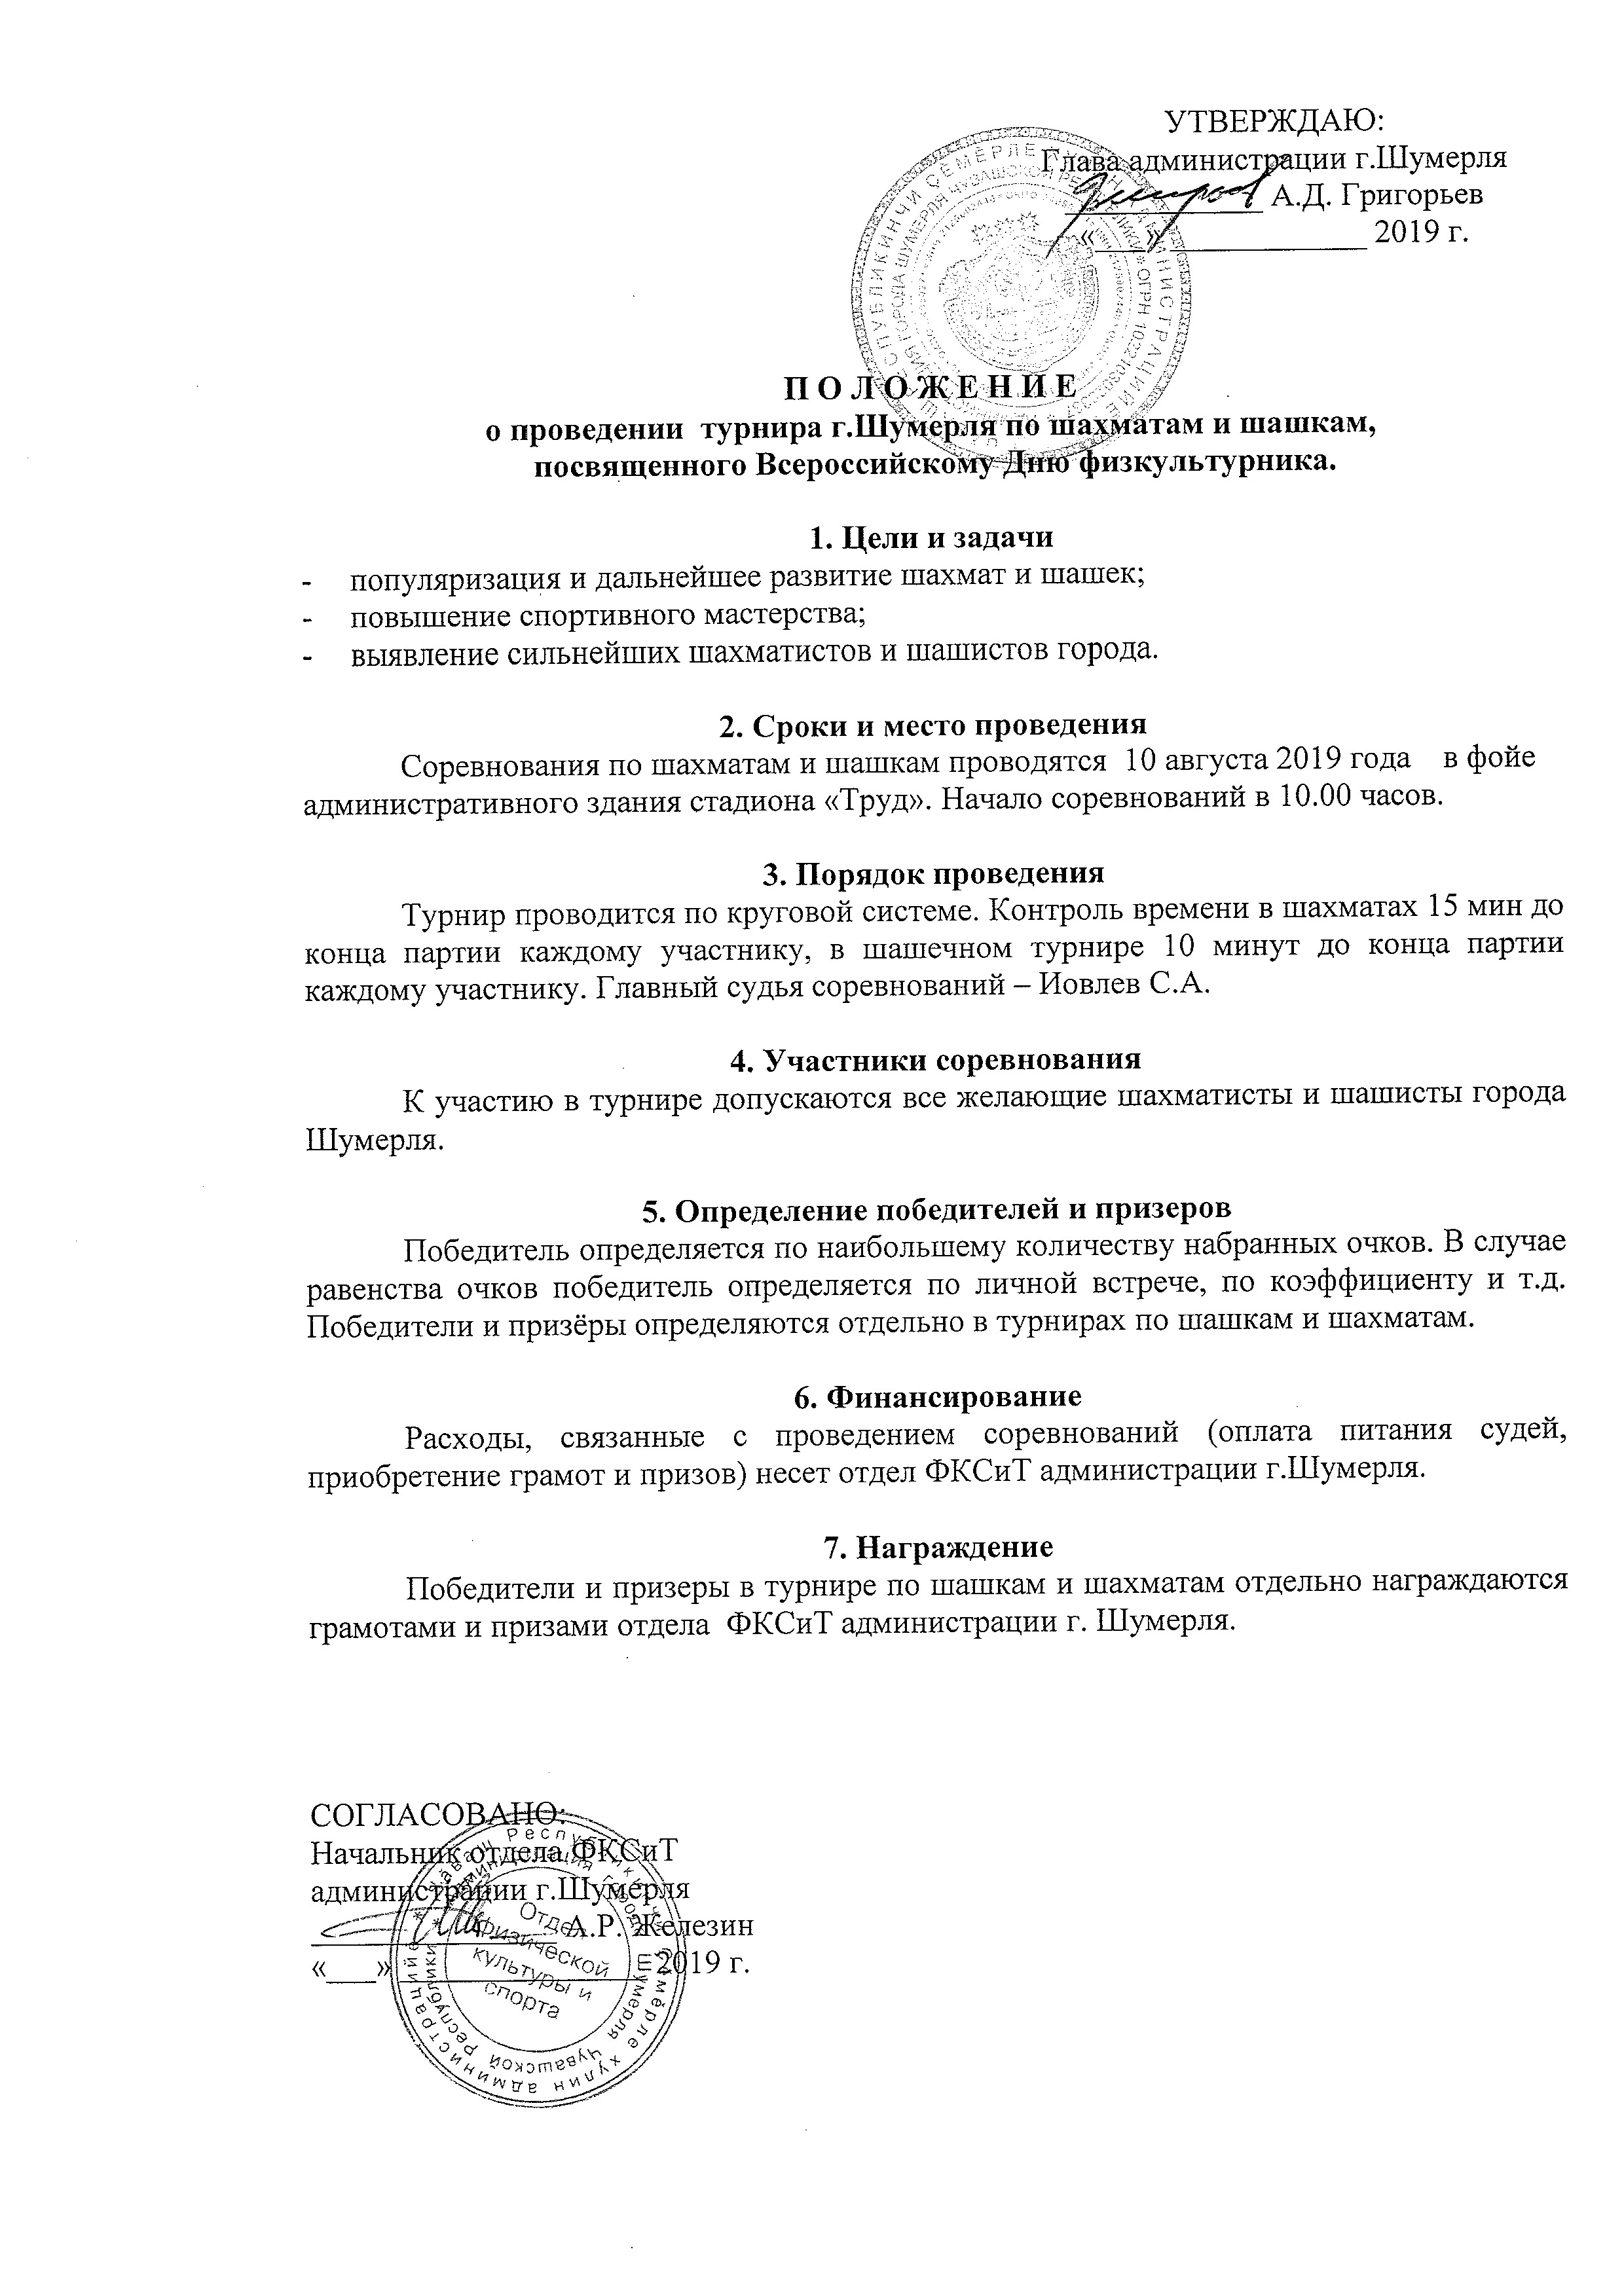 УТВЕРЖДАЮ:
Глава администрации г.Шумерля
____________ А.Д. Григорьев
«___»____________ 2019 г.
П О Л О Ж Е Н И Е
о проведении турнира г.Шумерля по шахматам и шашкам,
посвященного Всероссийскому Дню физкультурника.
1. Цели и задачи
- популяризация и дальнейшее развитие шахмат и шашек;
- повышение спортивного мастерства;
- выявление сильнейших шахматистов и шашистов города.
2. Сроки и место проведения
Соревнования по шахматам и шашкам проводятся 10 августа 2019 года в фойе
административного здания стадиона «Труд». Начало соревнований в 10.00 часов.
3. Порядок проведения
Турнир проводится по круговой системе. Контроль времени в шахматах 15 мин до
конца партии каждому участнику, в шашечном турнире 10 минут до конца партии
каждому участнику. Главный судья соревнований – Иовлев С.А.
4. Участники соревнования
К участию в турнире допускаются все желающие шахматисты и шашисты города
Шумерля.
5. Определение победителей и призеров
Победитель определяется по наибольшему количеству набранных очков. В случае
равенства очков победитель определяется по личной встрече, по коэффициенту и т.д.
Победители и призёры определяются отдельно в турнирах по шашкам и шахматам.
6. Финансирование
Расходы, связанные с проведением соревнований (оплата питания судей,
приобретение грамот и призов) несет отдел ФКСиТ администрации г.Шумерля.
7. Награждение
Победители и призеры в турнире по шашкам и шахматам отдельно награждаются
грамотами и призами отдела ФКСиТ администрации г. Шумерля.
СОГЛАСОВАНО:
Начальник отдела ФКСиТ
администрации г.Шумерля
_______________ А.Р. Железин
«___»________________2019 г.
Отдел
физической
культуры и
спорта